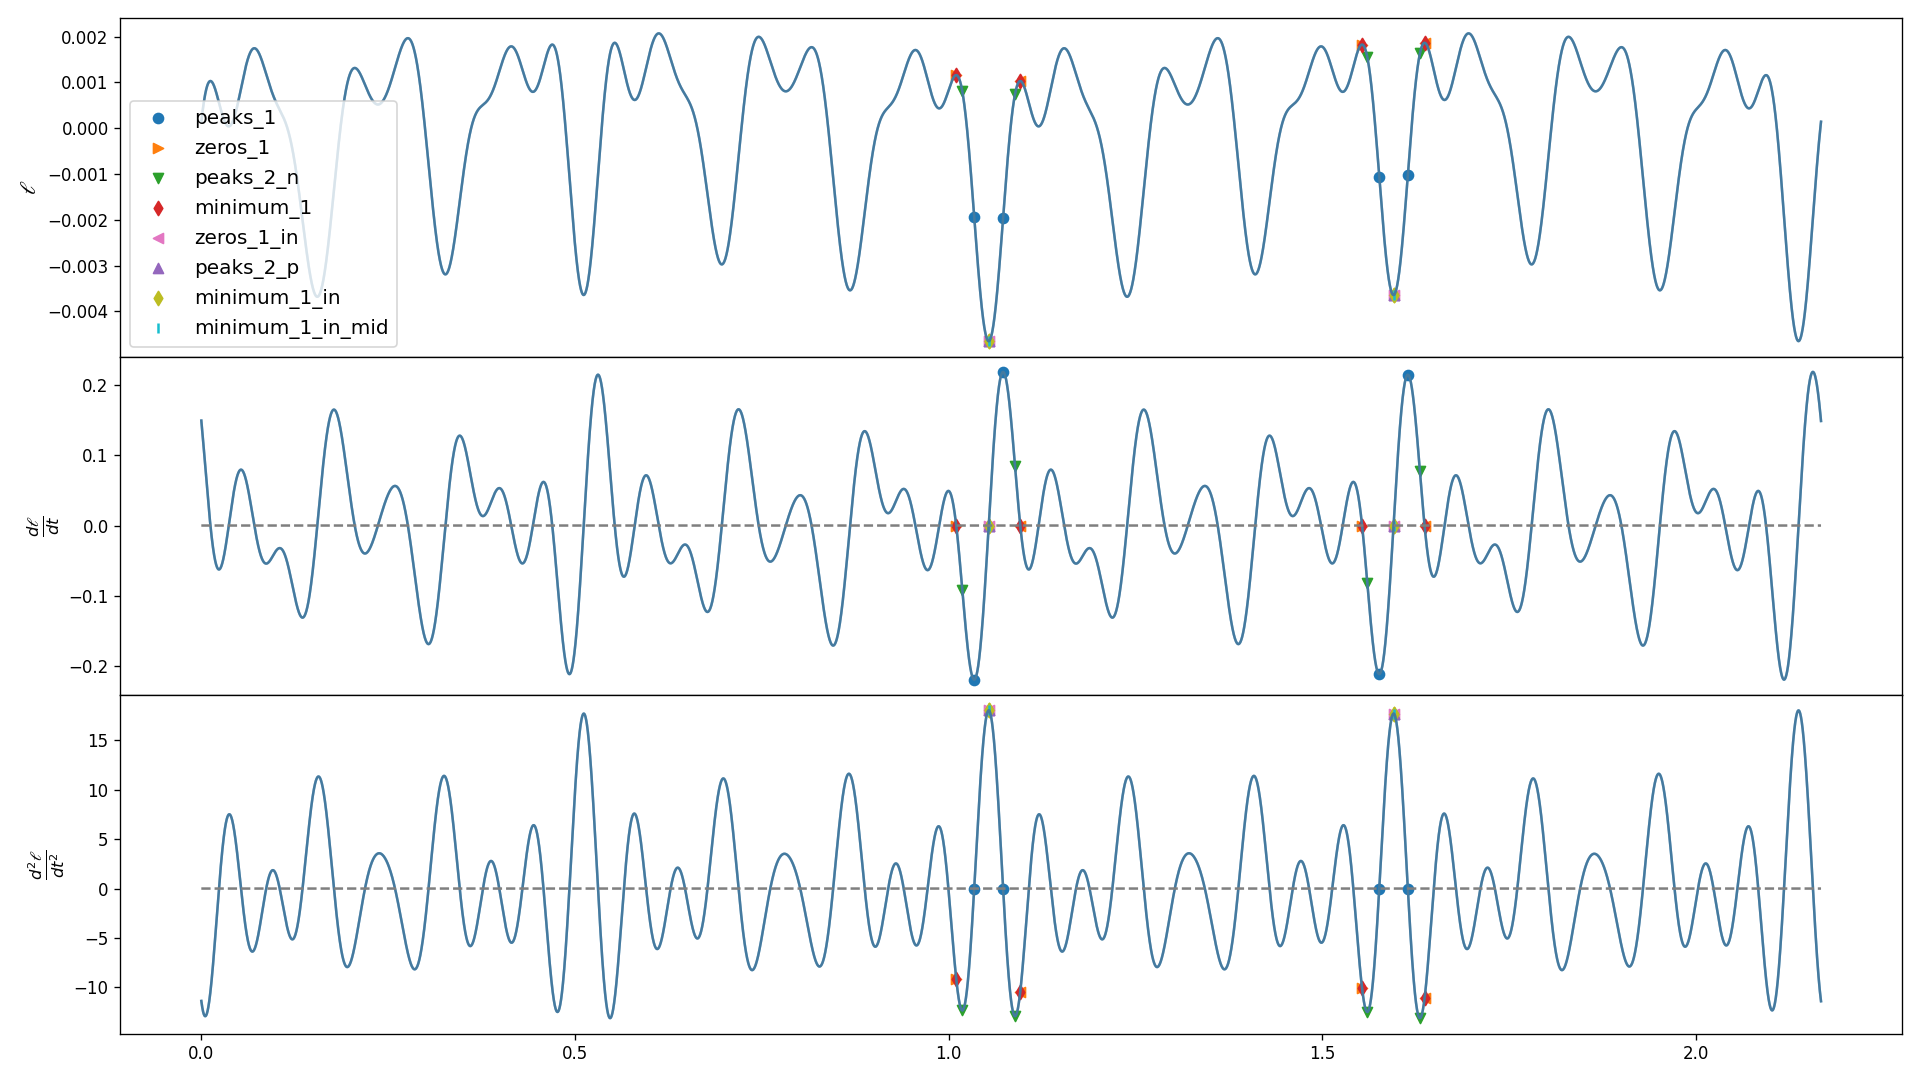 0.002
0.001
0.000
−0.001
−0.002
−0.003
−0.004
ℓ
peaks_1
zeros_1
peaks_2_n
minimum_1
zeros_1_in
peaks_2_p
minimum_1_in
minimum_1_in_mid
0.2
0.1
0.0
−0.1
−0.2
dℓ
dt
15
10
5
0
−5
−10
d²ℓ
dt²
0.0 0.5 1.0 1.5 2.0